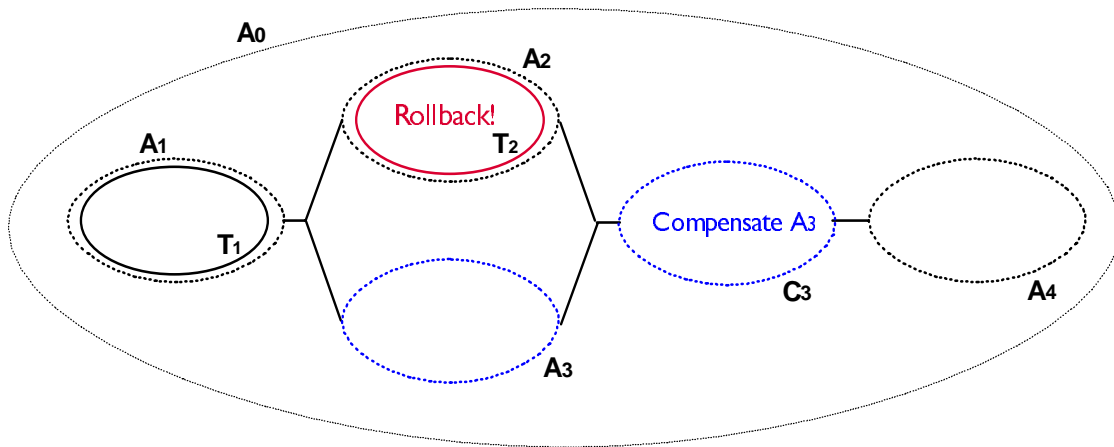 A0
A2
Rollback!
T2
A1
T1
Compensate A3
C3
A4
A3